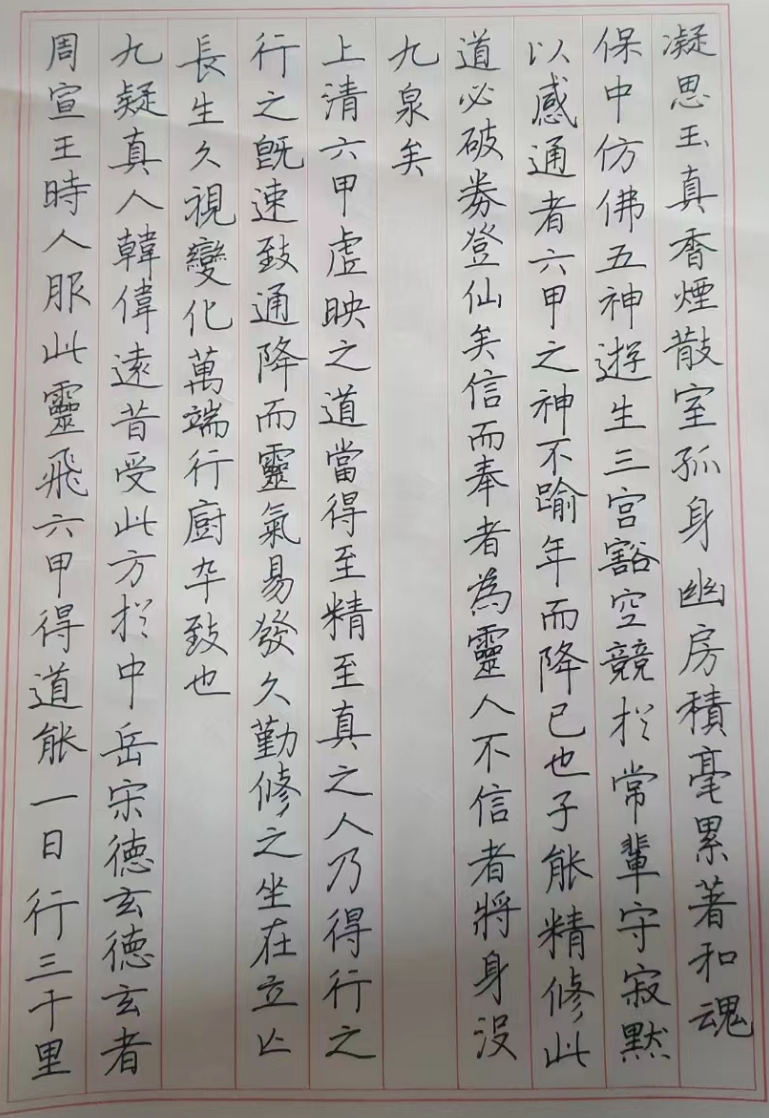 凝思玉真香煙散室孤身幽房積毫累著和魂
保中仿佛五神遊生三宫豁空競於常輩守寂默
以感通者六甲之神不踰年而降已也子能精修此
道必破券登仙矣信而奉者為靈人不信者將身没
九泉矣
上清六甲虚映之道當得至精至真之人乃得行之
行之既速致通降而靈氣易發久勤修之坐在立亡
長生久視變化萬端行廚卒致也
九疑真人韓偉遠昔受此方於中岳宋德玄德玄者
周宣王時人服此靈飛六甲得道能一日行三千里